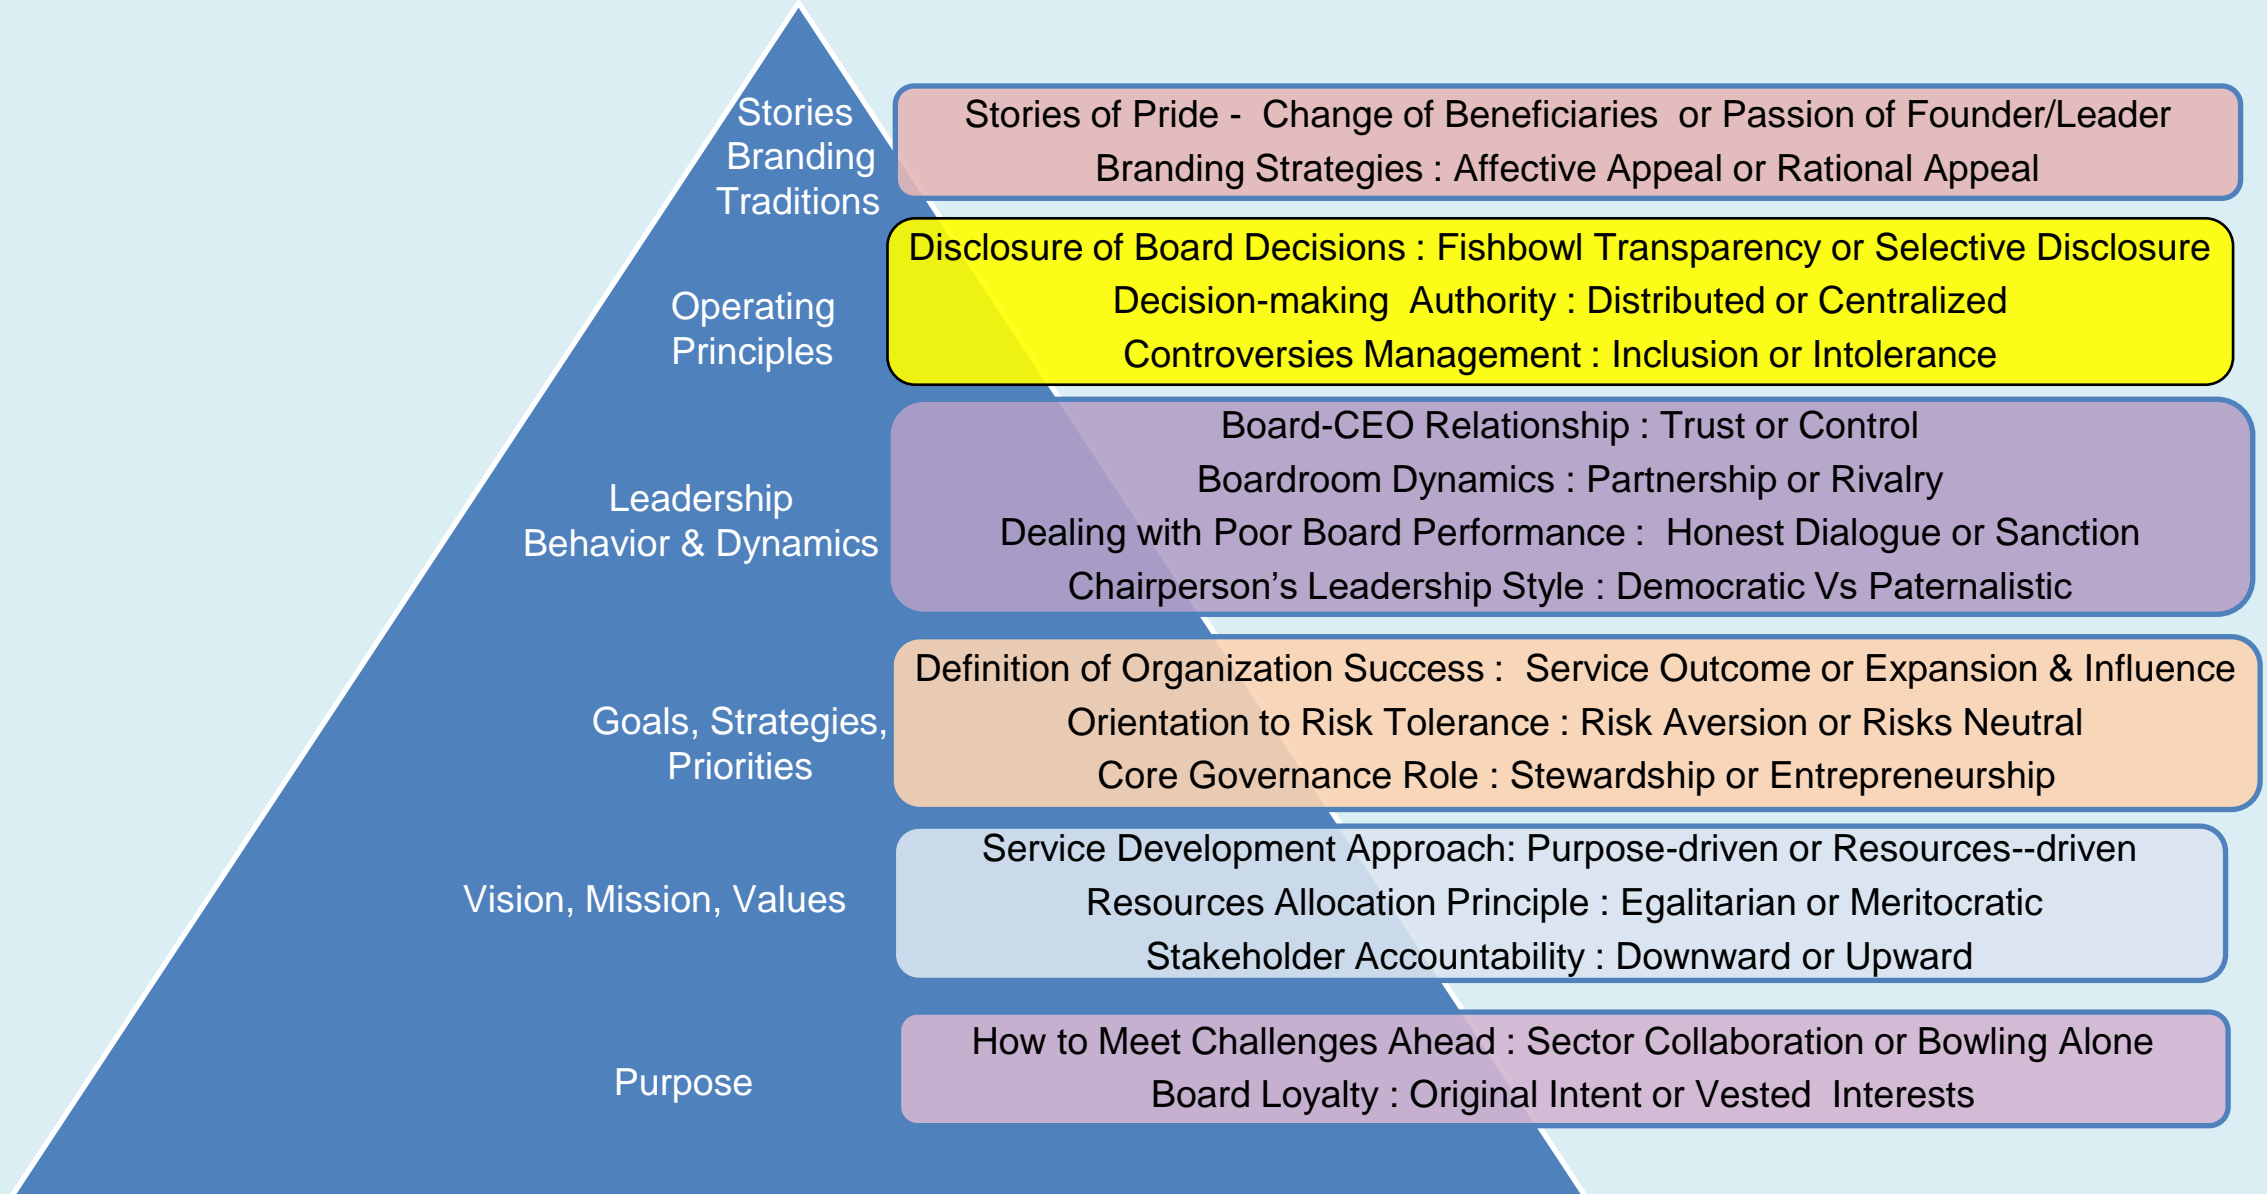 Stories
Branding
Traditions
Stories of Pride - Change of Beneficiaries or Passion of Founder/Leader
Branding Strategies : Affective Appeal or Rational Appeal
Operating
Principles
Disclosure of Board Decisions : Fishbowl Transparency or Selective Disclosure
Decision-making Authority : Distributed or Centralized
Controversies Management : Inclusion or Intolerance
Leadership
Behavior & Dynamics
Board-CEO Relationship : Trust or Control
Boardroom Dynamics : Partnership or Rivalry
Dealing with Poor Board Performance : Honest Dialogue or Sanction
Chairperson’s Leadership Style : Democratic Vs Paternalistic
Goals, Strategies,
Priorities
Definition of Organization Success : Service Outcome or Expansion & Influence
Orientation to Risk Tolerance : Risk Aversion or Risks Neutral
Core Governance Role : Stewardship or Entrepreneurship
Vision, Mission, Values
Service Development Approach: Purpose-driven or Resources--driven
Resources Allocation Principle : Egalitarian or Meritocratic
Stakeholder Accountability : Downward or Upward
Purpose
How to Meet Challenges Ahead : Sector Collaboration or Bowling Alone
Board Loyalty : Original Intent or Vested Interests